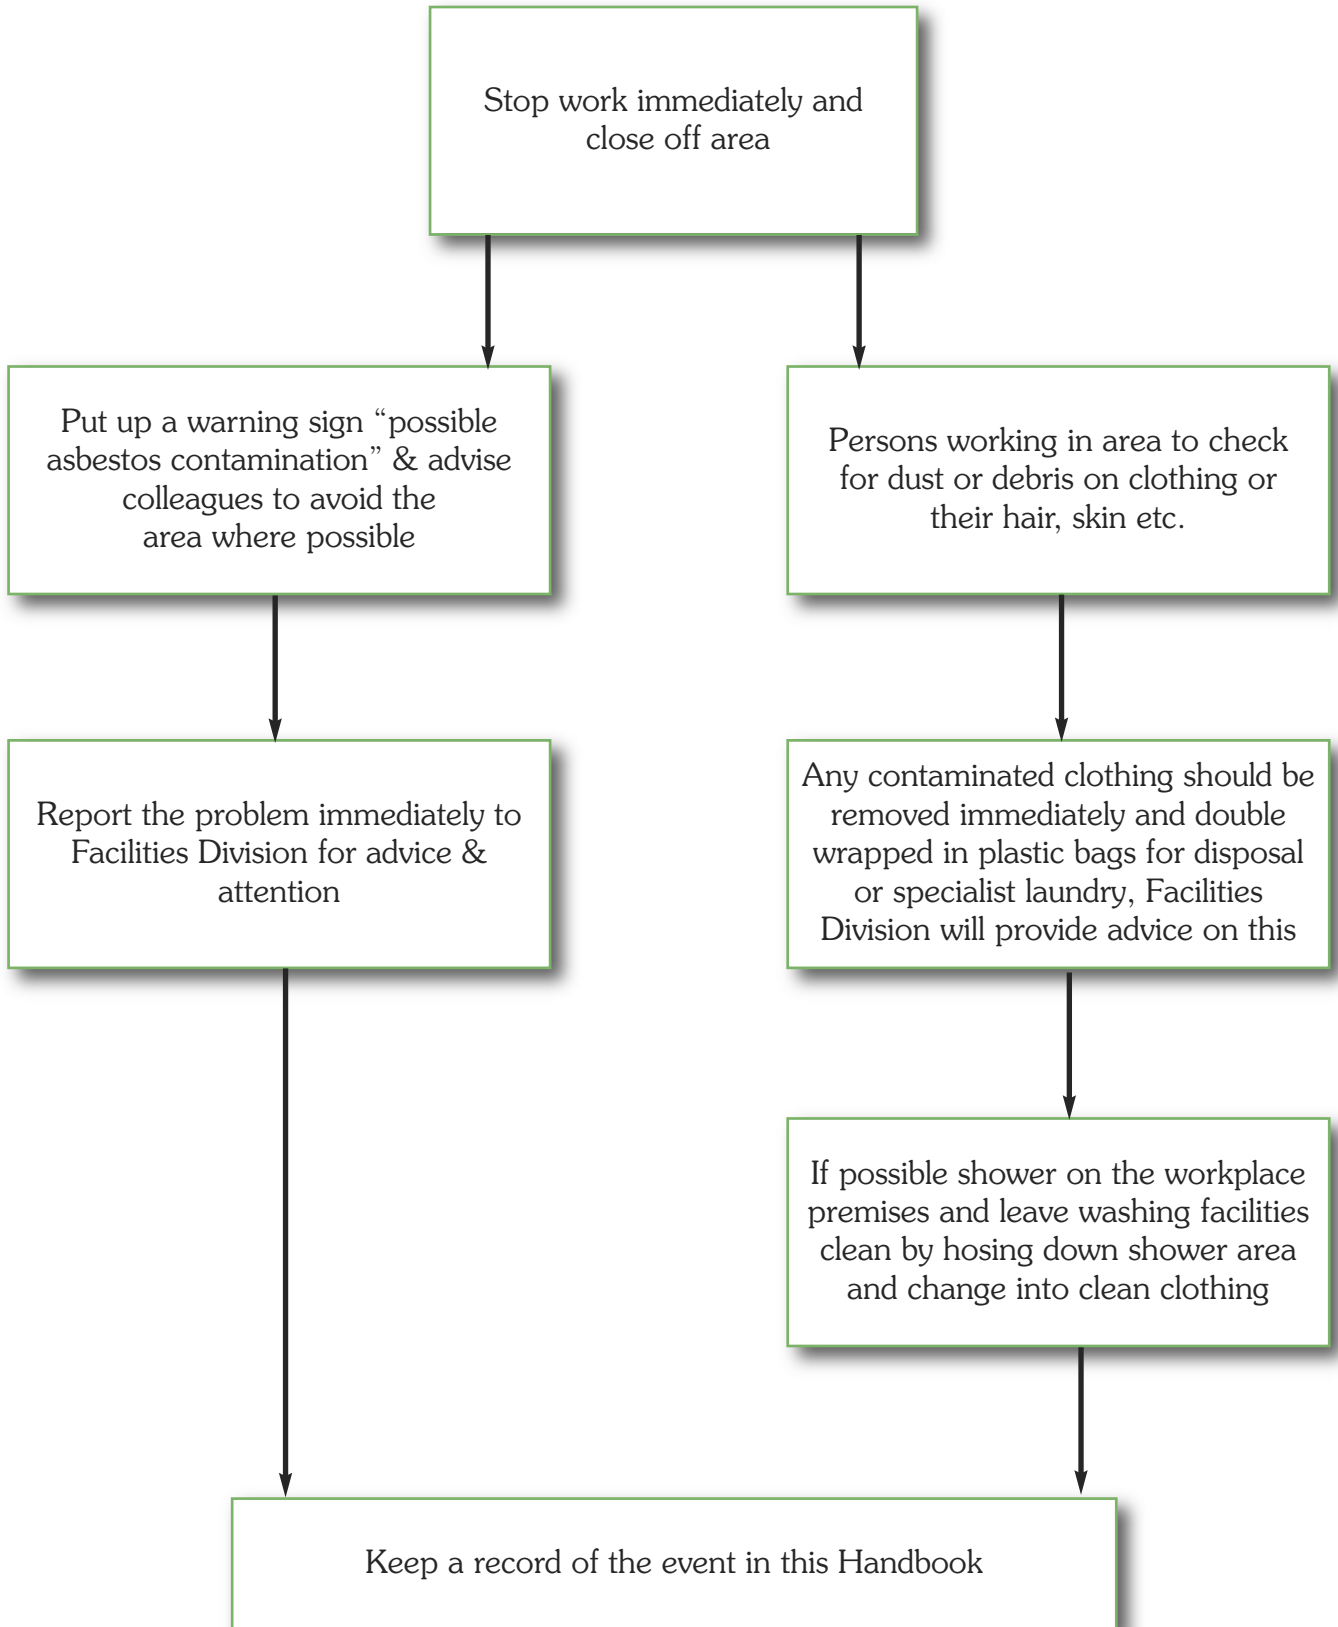 Stop work immediately and
close off area
Put up a warning sign “possible
asbestos contamination” & advise
colleagues to avoid the
area where possible
Persons working in area to check
for dust or debris on clothing or
their hair, skin etc.
Report the problem immediately to
Facilities Division for advice &
attention
Any contaminated clothing should be
removed immediately and double
wrapped in plastic bags for disposal
or specialist laundry, Facilities
Division will provide advice on this
If possible shower on the workplace
premises and leave washing facilities
clean by hosing down shower area
and change into clean clothing
Keep a record of the event in this Handbook